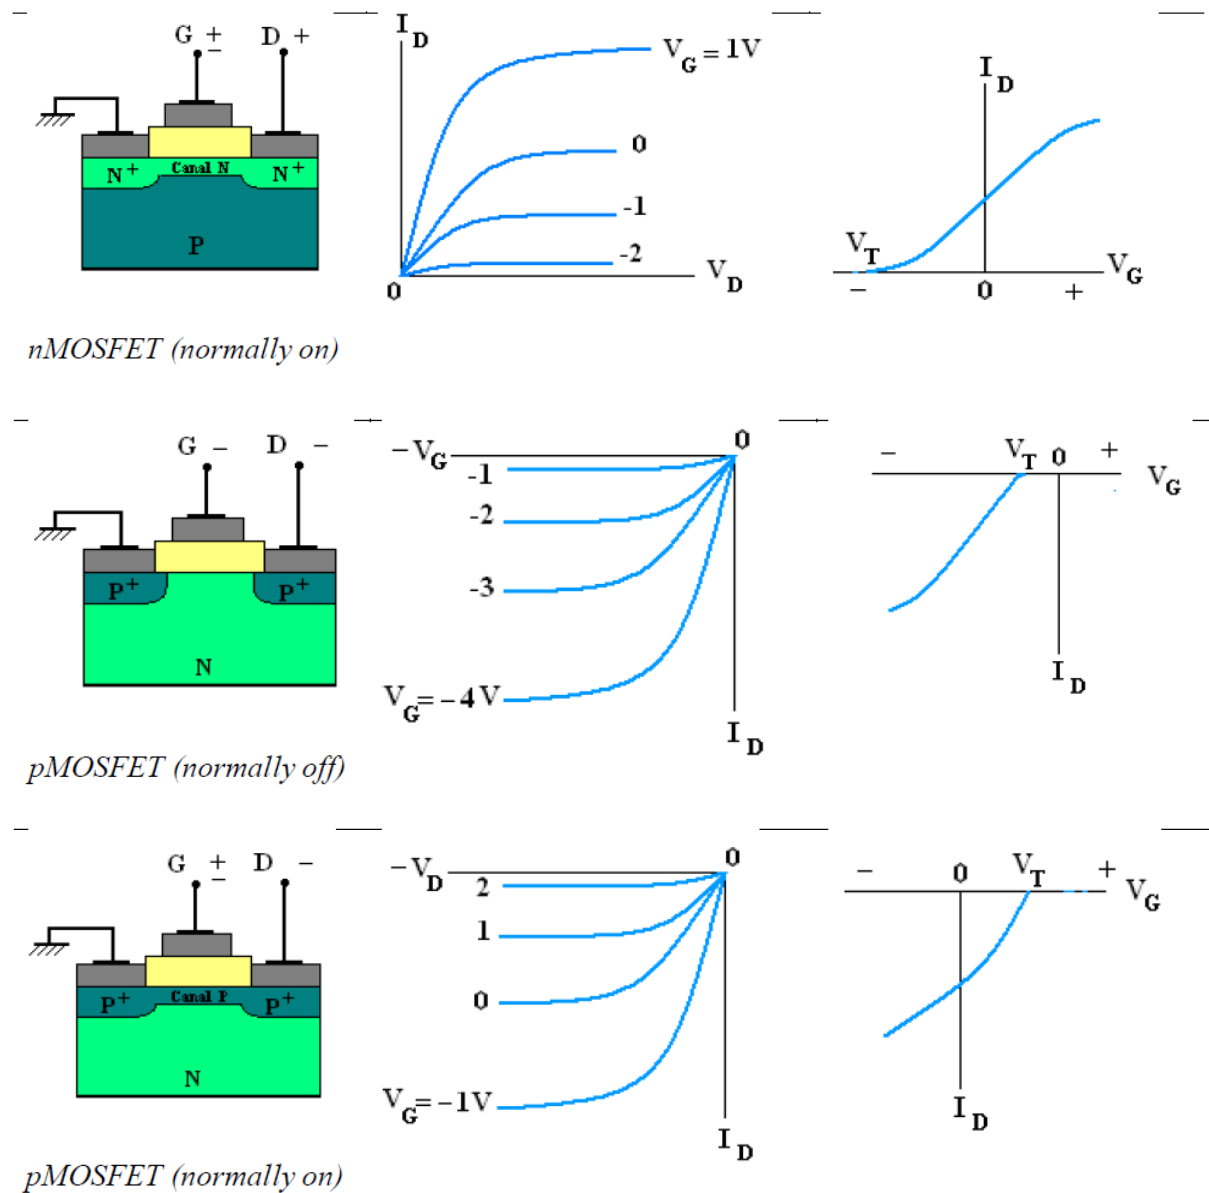 G ± D +
Canal N
N+ N+
P
I D
V G = 1V
0
-1
-2
0
V D
I D
V T
− 0 +
V G
nMOSFET (normally on)
G − D −
P+ P+
N
−V G 0
-1
-2
-3
V G = −4V
I D
− V T 0 +
V G
I D
pMOSFET (normally off)
G ± D −
Canal P
P+ P+
N
−V D 0
2
1
0
V G = −1V
I D
− 0 V T +
V G
I D
pMOSFET (normally on)